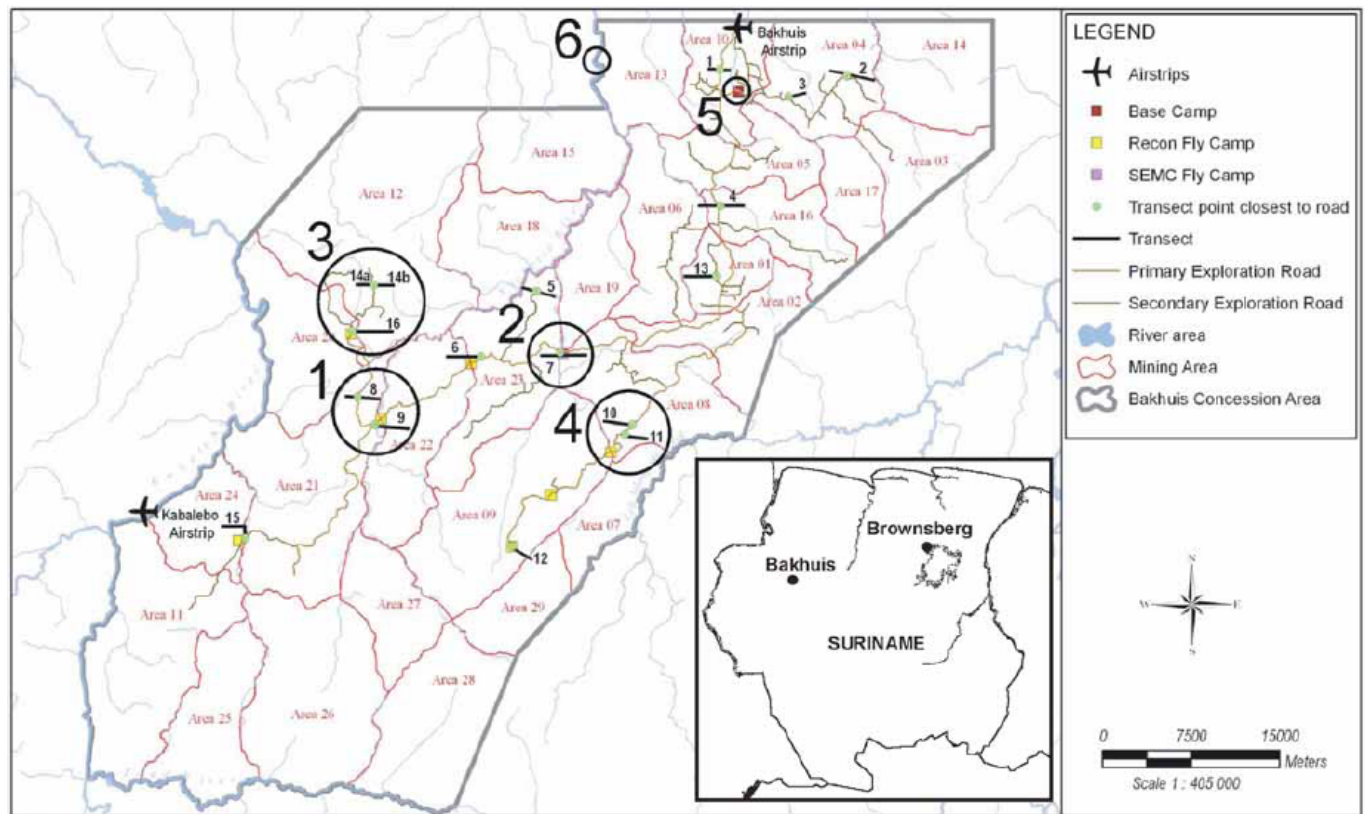 6
Bakhuis
Airstrip
Area 10
Area 04
Area 14
Area 13
1
3
2
5
Area 15
Area 05
Area 03
Area 12
Area 17
Area 06
4
Area 16
Area 18
3
14a
14b
13
Area 01
5
Area 19
Area 02
16
2
6
7
Area 23
1
8
9
Area 22
4
10
11
Area 08
Area 24
Area 21
Kabalebo
Airstrip
15
Area 09
Area 07
12
Area 11
Area 27
Area 29
Area 28
Area 25
Area 26
Brownsberg
Bakhuis
SURINAME
LEGEND
Airstrips
Base Camp
Recon Fly Camp
SEMC Fly Camp
Transect point closest to road
Transect
Primary Exploration Road
Secondary Exploration Road
River area
Mining Area
Bakhuis Concession Area
N
W
E
S
0
7500
15000
Meters
Scale 1 : 405 000